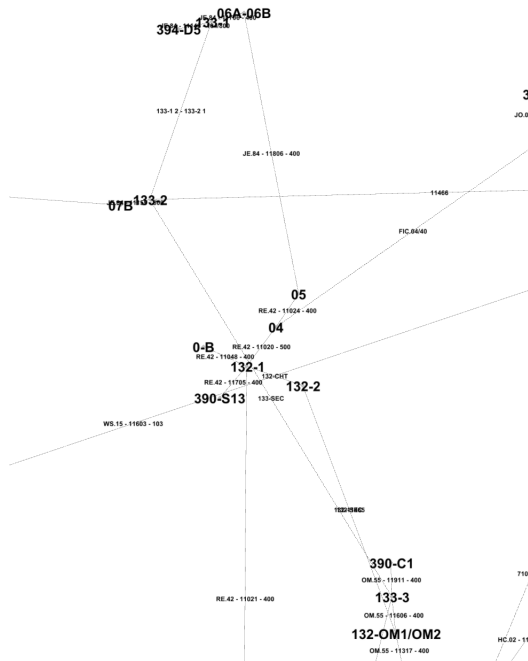 06A-06B
133-1
394-D5
133-1 2 - 133-2 1
JE.84 - 11806 - 400
11466
133-2
07B
FIC.04/40
05
RE.42 - 11024 - 400
04
0-B
RE.42 - 11020 - 500
RE.42 - 11048 - 400
132-1
132-CHT
RE.42 - 11705 - 400
132-2
390-S13
133-SEC
WS.15 - 11603 - 103
390-C1
OM.55 - 11911 - 400
RE.42 - 11021 - 400
133-3
OM.55 - 11606 - 400
132-OM1/OM2
OM.55 - 11317 - 400